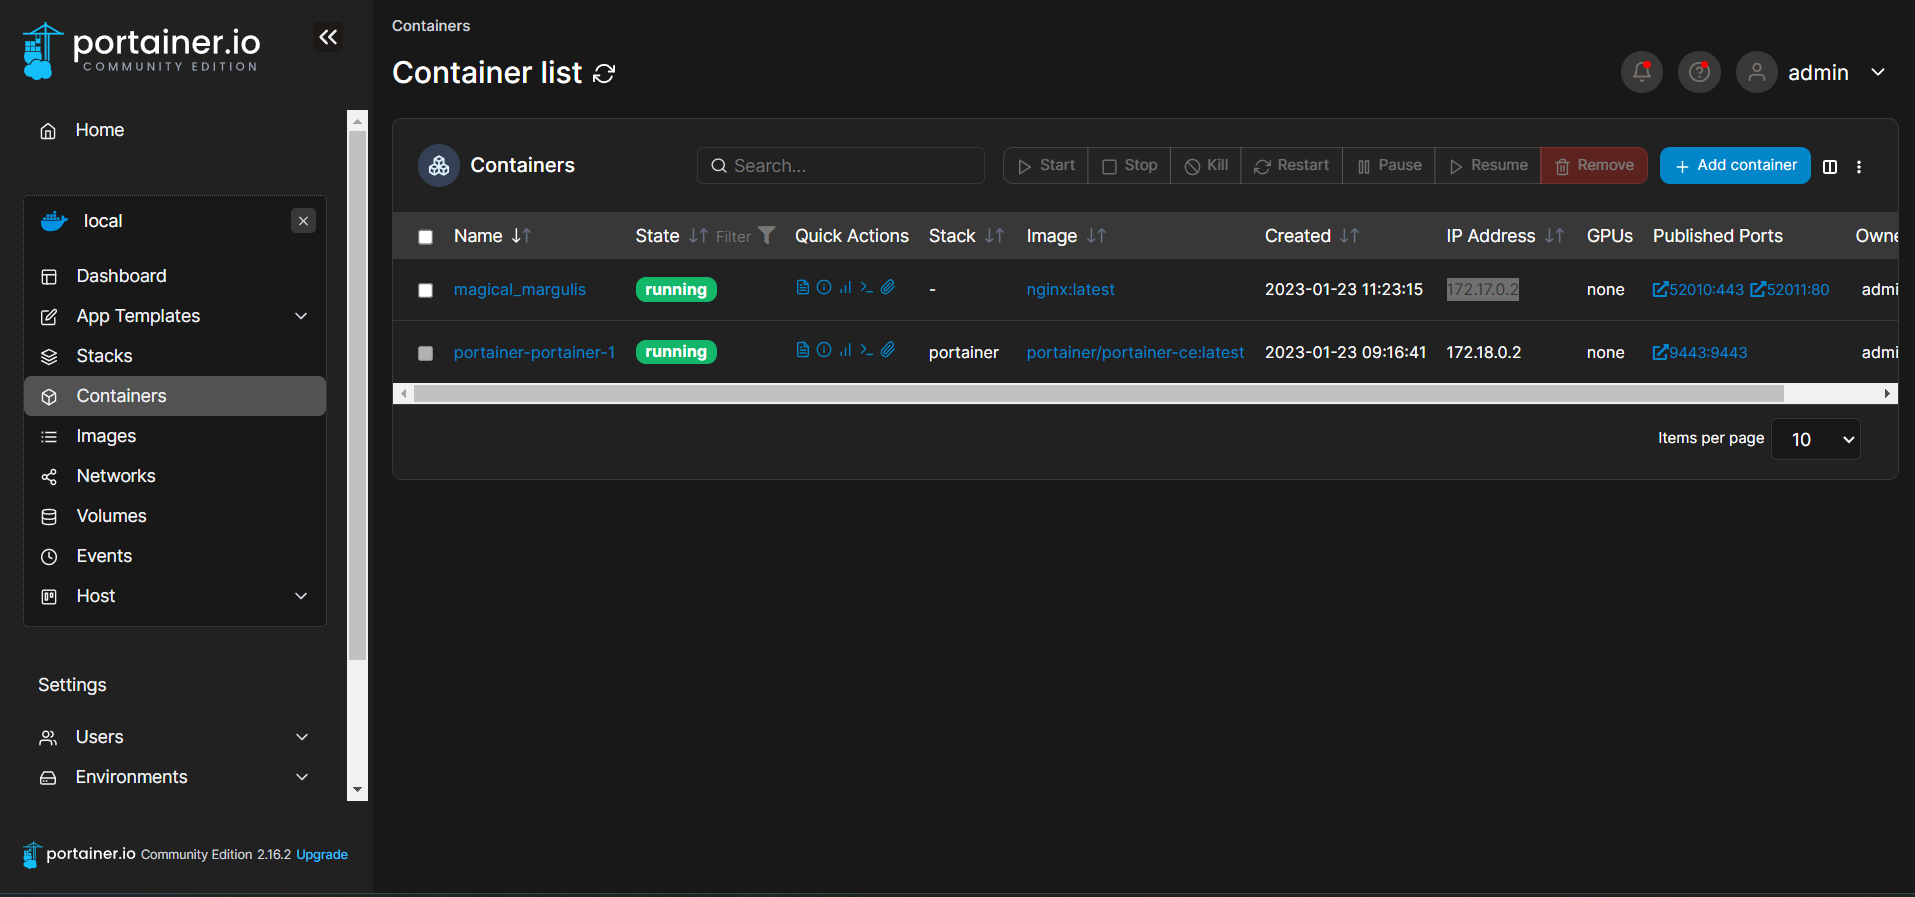 portainer.io
COMMUNITY EDITION
Home
local
Dashboard
App Templates
Stacks
Containers
Images
Networks
Volumes
Events
Host
Settings
Users
Environments
portainer.io Community Edition 2.16.2 Upgrade
Containers
Container list
admin
Containers
Search...
Start Stop Kill Restart Pause Resume Remove
Add container
Name State Filter Quick Actions Stack Image Created IP Address GPUs Published Ports Owne
magical_margulis running - nginx:latest 2023-01-23 11:23:15 172.17.0.2 none 52010:443 52011:80 admi
portainer-portainer-1 running portainer portainer/portainer-ce:latest 2023-01-23 09:16:41 172.18.0.2 none 9443:9443 admi
Items per page 10